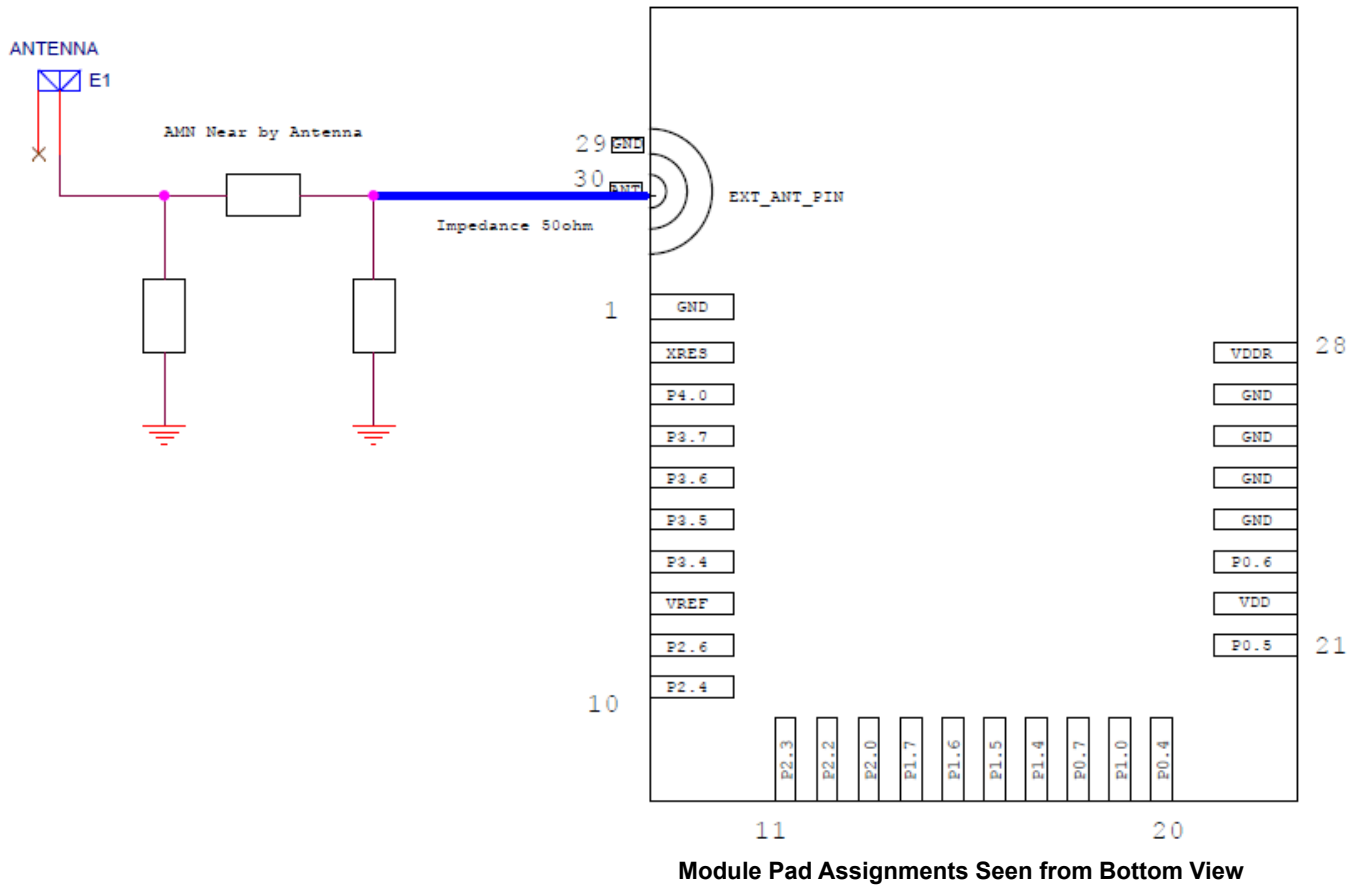 ANTENNA
E1
AMN Near by Antenna
29 GND
30 ANT
EXT_ANT_PIN
Impedance 50ohm
1 GND
XRES
P4.0
P3.7
P3.6
P3.5
P3.4
VREF
P2.6
10 P2.4
VDDR 28
GND
GND
GND
GND
P0.6
VDD
P0.5 21
P2.3
P2.2
P2.0
P1.7
P1.6
P1.5
P1.4
P0.7
P1.0
P0.4
11
20
Module Pad Assignments Seen from Bottom View